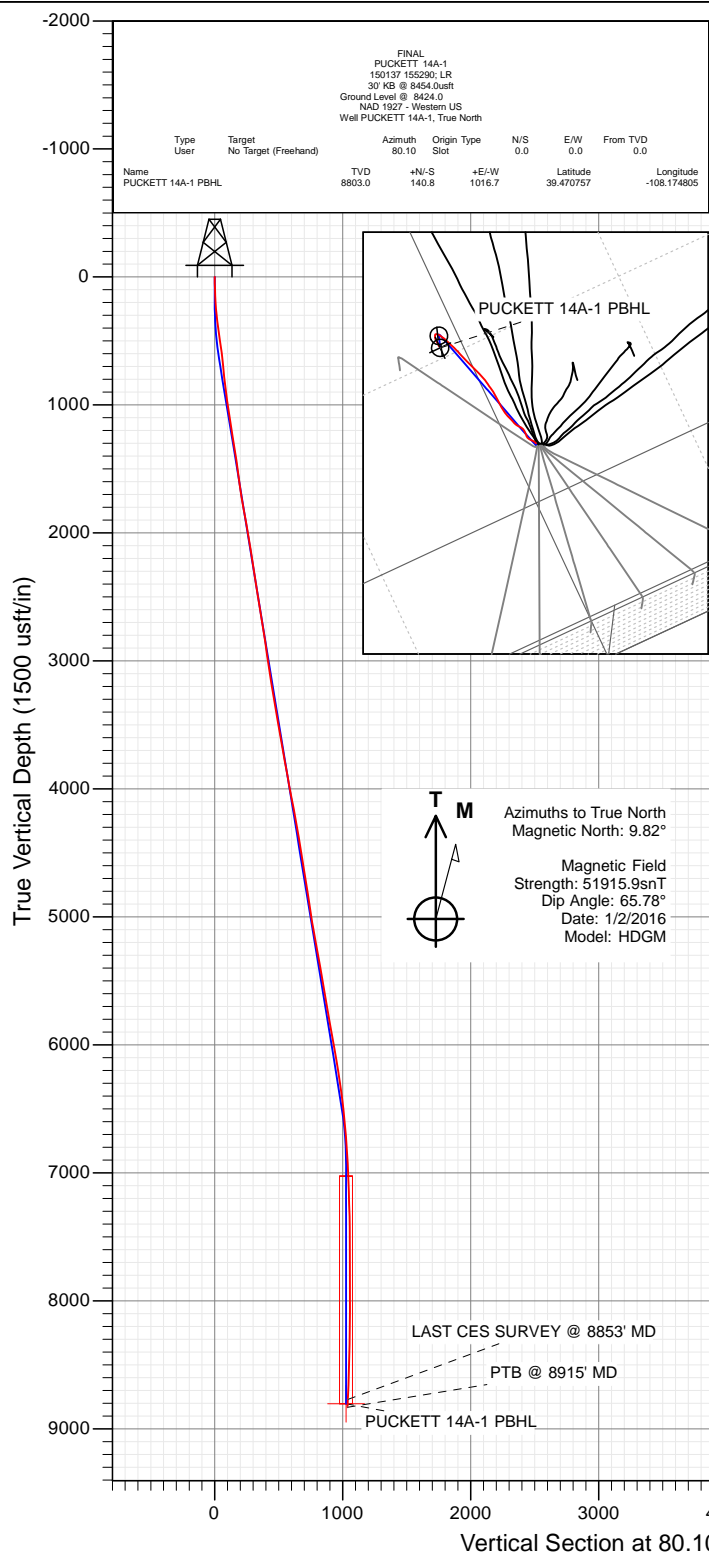 FINAL
PUCKETT 14A-1
150137 155290; LR
30' KB @ 8454.0usft
Ground Level @ 8424.0
NAD 1927 - Western US
Well PUCKETT 14A-1, True North
Type Target Azimuth Origin Type N/S E/W From TVD
User No Target (Freehand) 80.10 Slot 0.0 0.0 0.0
Name TVD +N/-S +E/-W Latitude Longitude
PUCKETT 14A-1 PBHL 8803.0 140.8 1016.7 39.470757 -108.174805
-2000
-1000
0
1000
2000
3000
4000
5000
6000
7000
8000
9000
True Vertical Depth (1500 usft/in)
PUCKETT 14A-1 PBHL
T M
Azimuths to True North
Magnetic North: 9.82°
Magnetic Field
Strength: 51915.9snT
Dip Angle: 65.78°
Date: 1/2/2016
Model: HDGM
LAST CES SURVEY @ 8853' MD
PTB @ 8915' MD
PUCKETT 14A-1 PBHL
0 1000 2000 3000
Vertical Section at 80.10